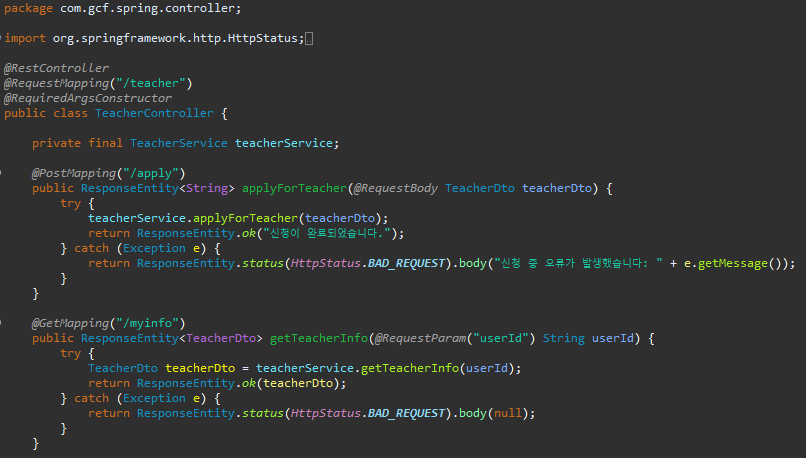 package com.gcf.spring.controller;
import org.springframework.http.HttpStatus;
@RestController
@RequestMapping("/teacher")
@RequiredArgsConstructor
public class TeacherController {
private final TeacherService teacherService;
@PostMapping("/apply")
public ResponseEntity<String> applyForTeacher(@RequestBody TeacherDto teacherDto) {
try {
teacherService.applyForTeacher(teacherDto);
return ResponseEntity.ok("신청이 완료되었습니다.");
} catch (Exception e) {
return ResponseEntity.status(HttpStatus.BAD_REQUEST).body("신청 중 오류가 발생했습니다: " + e.getMessage());
}
}
@GetMapping("/myinfo")
public ResponseEntity<TeacherDto> getTeacherInfo(@RequestParam("userId") String userId) {
try {
TeacherDto teacherDto = teacherService.getTeacherInfo(userId);
return ResponseEntity.ok(teacherDto);
} catch (Exception e) {
return ResponseEntity.status(HttpStatus.BAD_REQUEST).body(null);
}
}